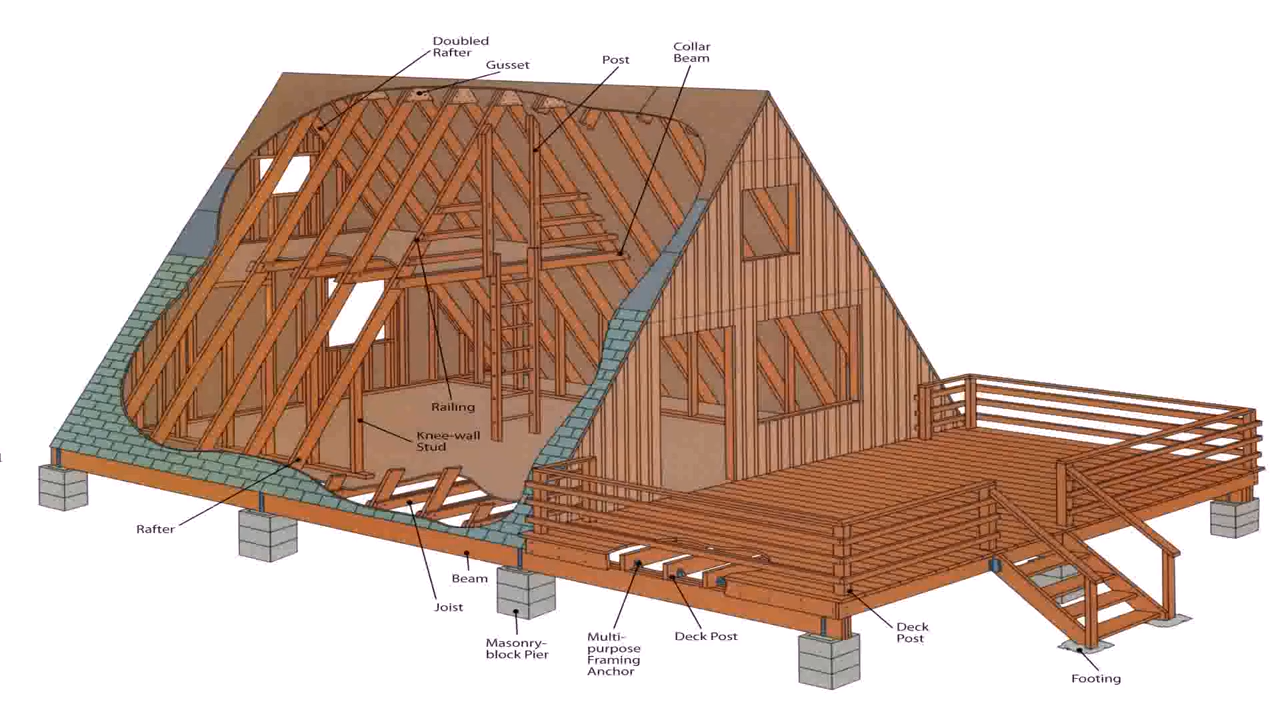 Doubled
Rafter
Gusset
Post
Collar
Beam
Railing
Knee-wall
Stud
Rafter
Beam
Joist
Masonry-
block Pier
Multi-
purpose
Framing
Anchor
Deck Post
Deck
Post
Footing